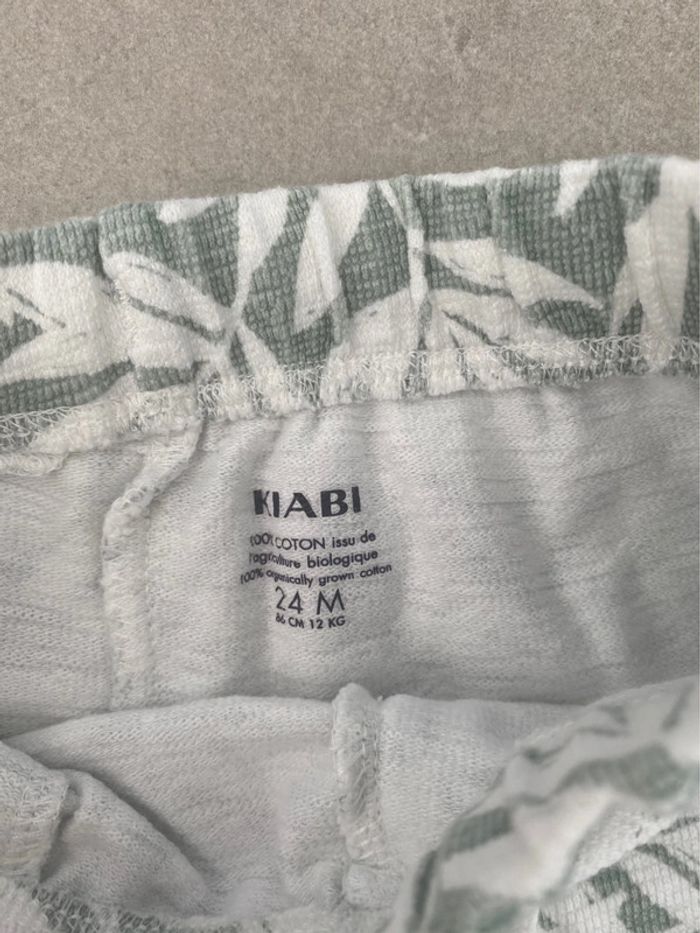 KIABI
100% COTON issu de
l'agriculture biologique
100% organically grown cotton
24 M
86 CM 12 KG